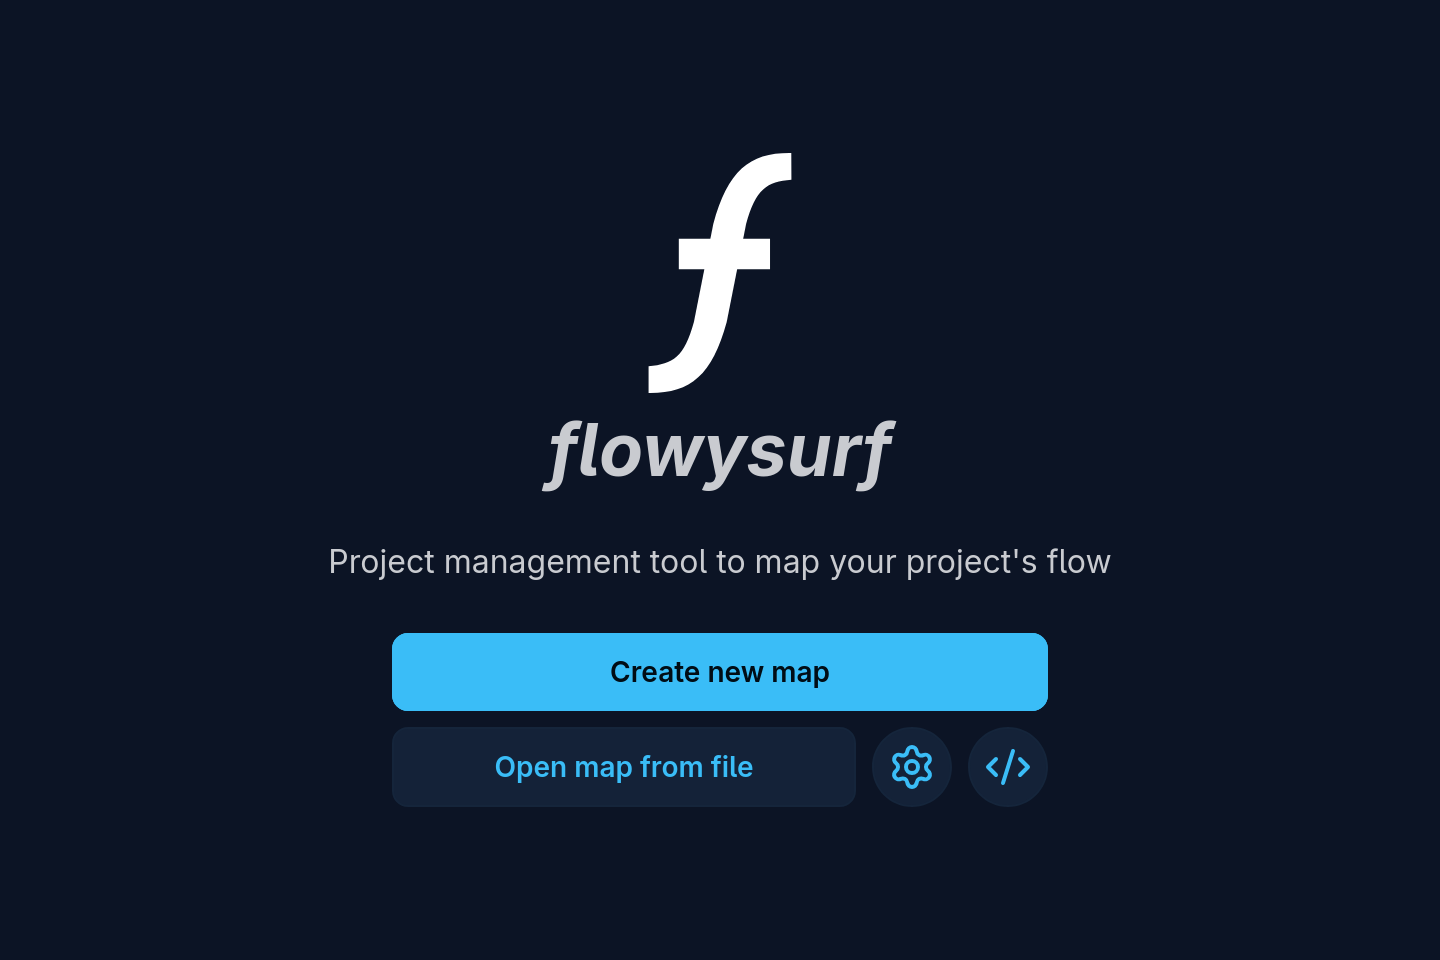 f
flowysurf
Project management tool to map your project's flow
Create new map
Open map from file